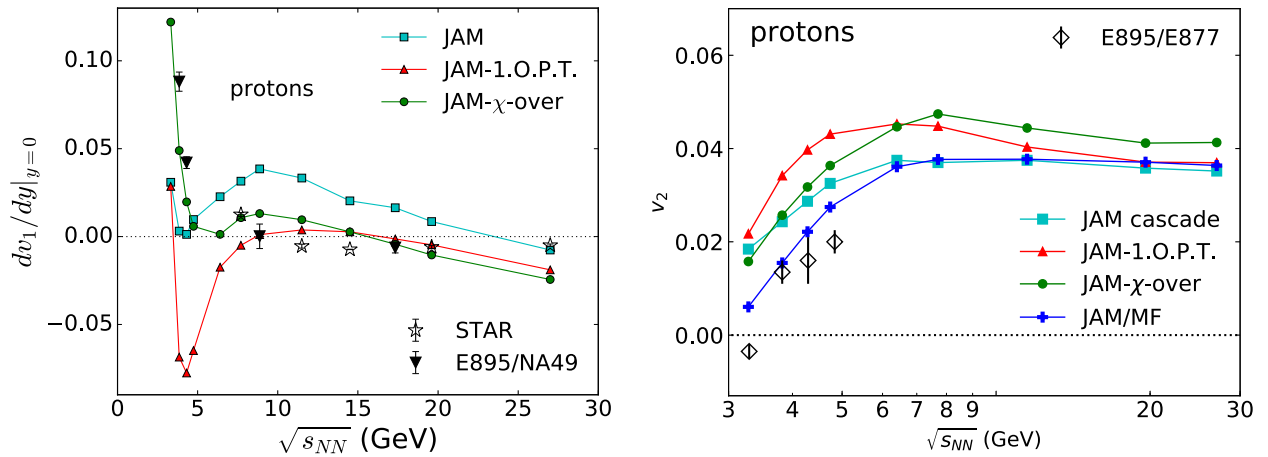 0.10
0.05
0.00
−0.05
dv₁/dy|y=0
protons
JAM
JAM-1.O.P.T.
JAM-χ-over
STAR
E895/NA49
0 5 10 15 20 25 30
√sNN (GeV)
0.06
0.04
0.02
0.00
v₂
protons
E895/E877
JAM cascade
JAM-1.O.P.T.
JAM-χ-over
JAM/MF
3 4 5 6 7 8 9 20 30
√sNN (GeV)